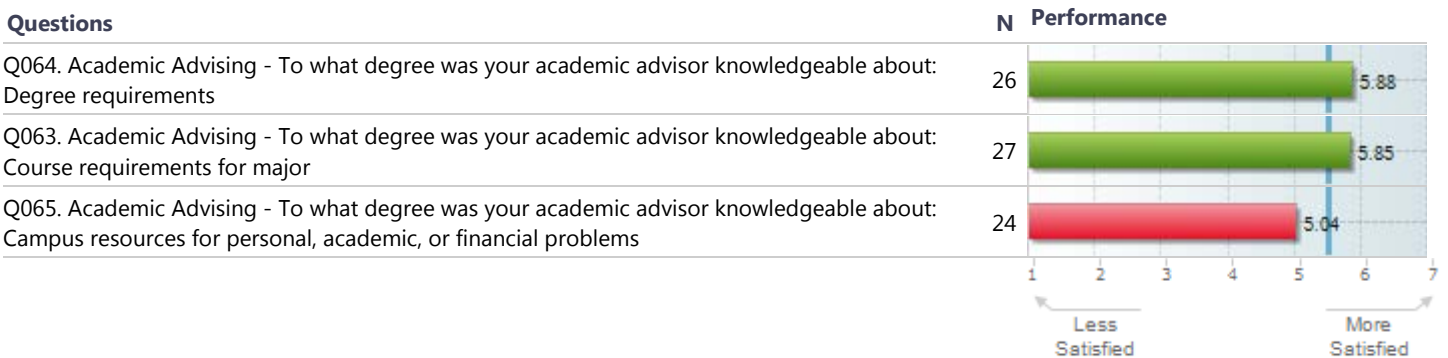 Questions N Performance
Q064. Academic Advising - To what degree was your academic advisor knowledgeable about:
Degree requirements
26
5.88
Q063. Academic Advising - To what degree was your academic advisor knowledgeable about:
Course requirements for major
27
5.85
Q065. Academic Advising - To what degree was your academic advisor knowledgeable about:
Campus resources for personal, academic, or financial problems
24
5.04
1 2 3 4 5 6 7
Less
Satisfied
More
Satisfied